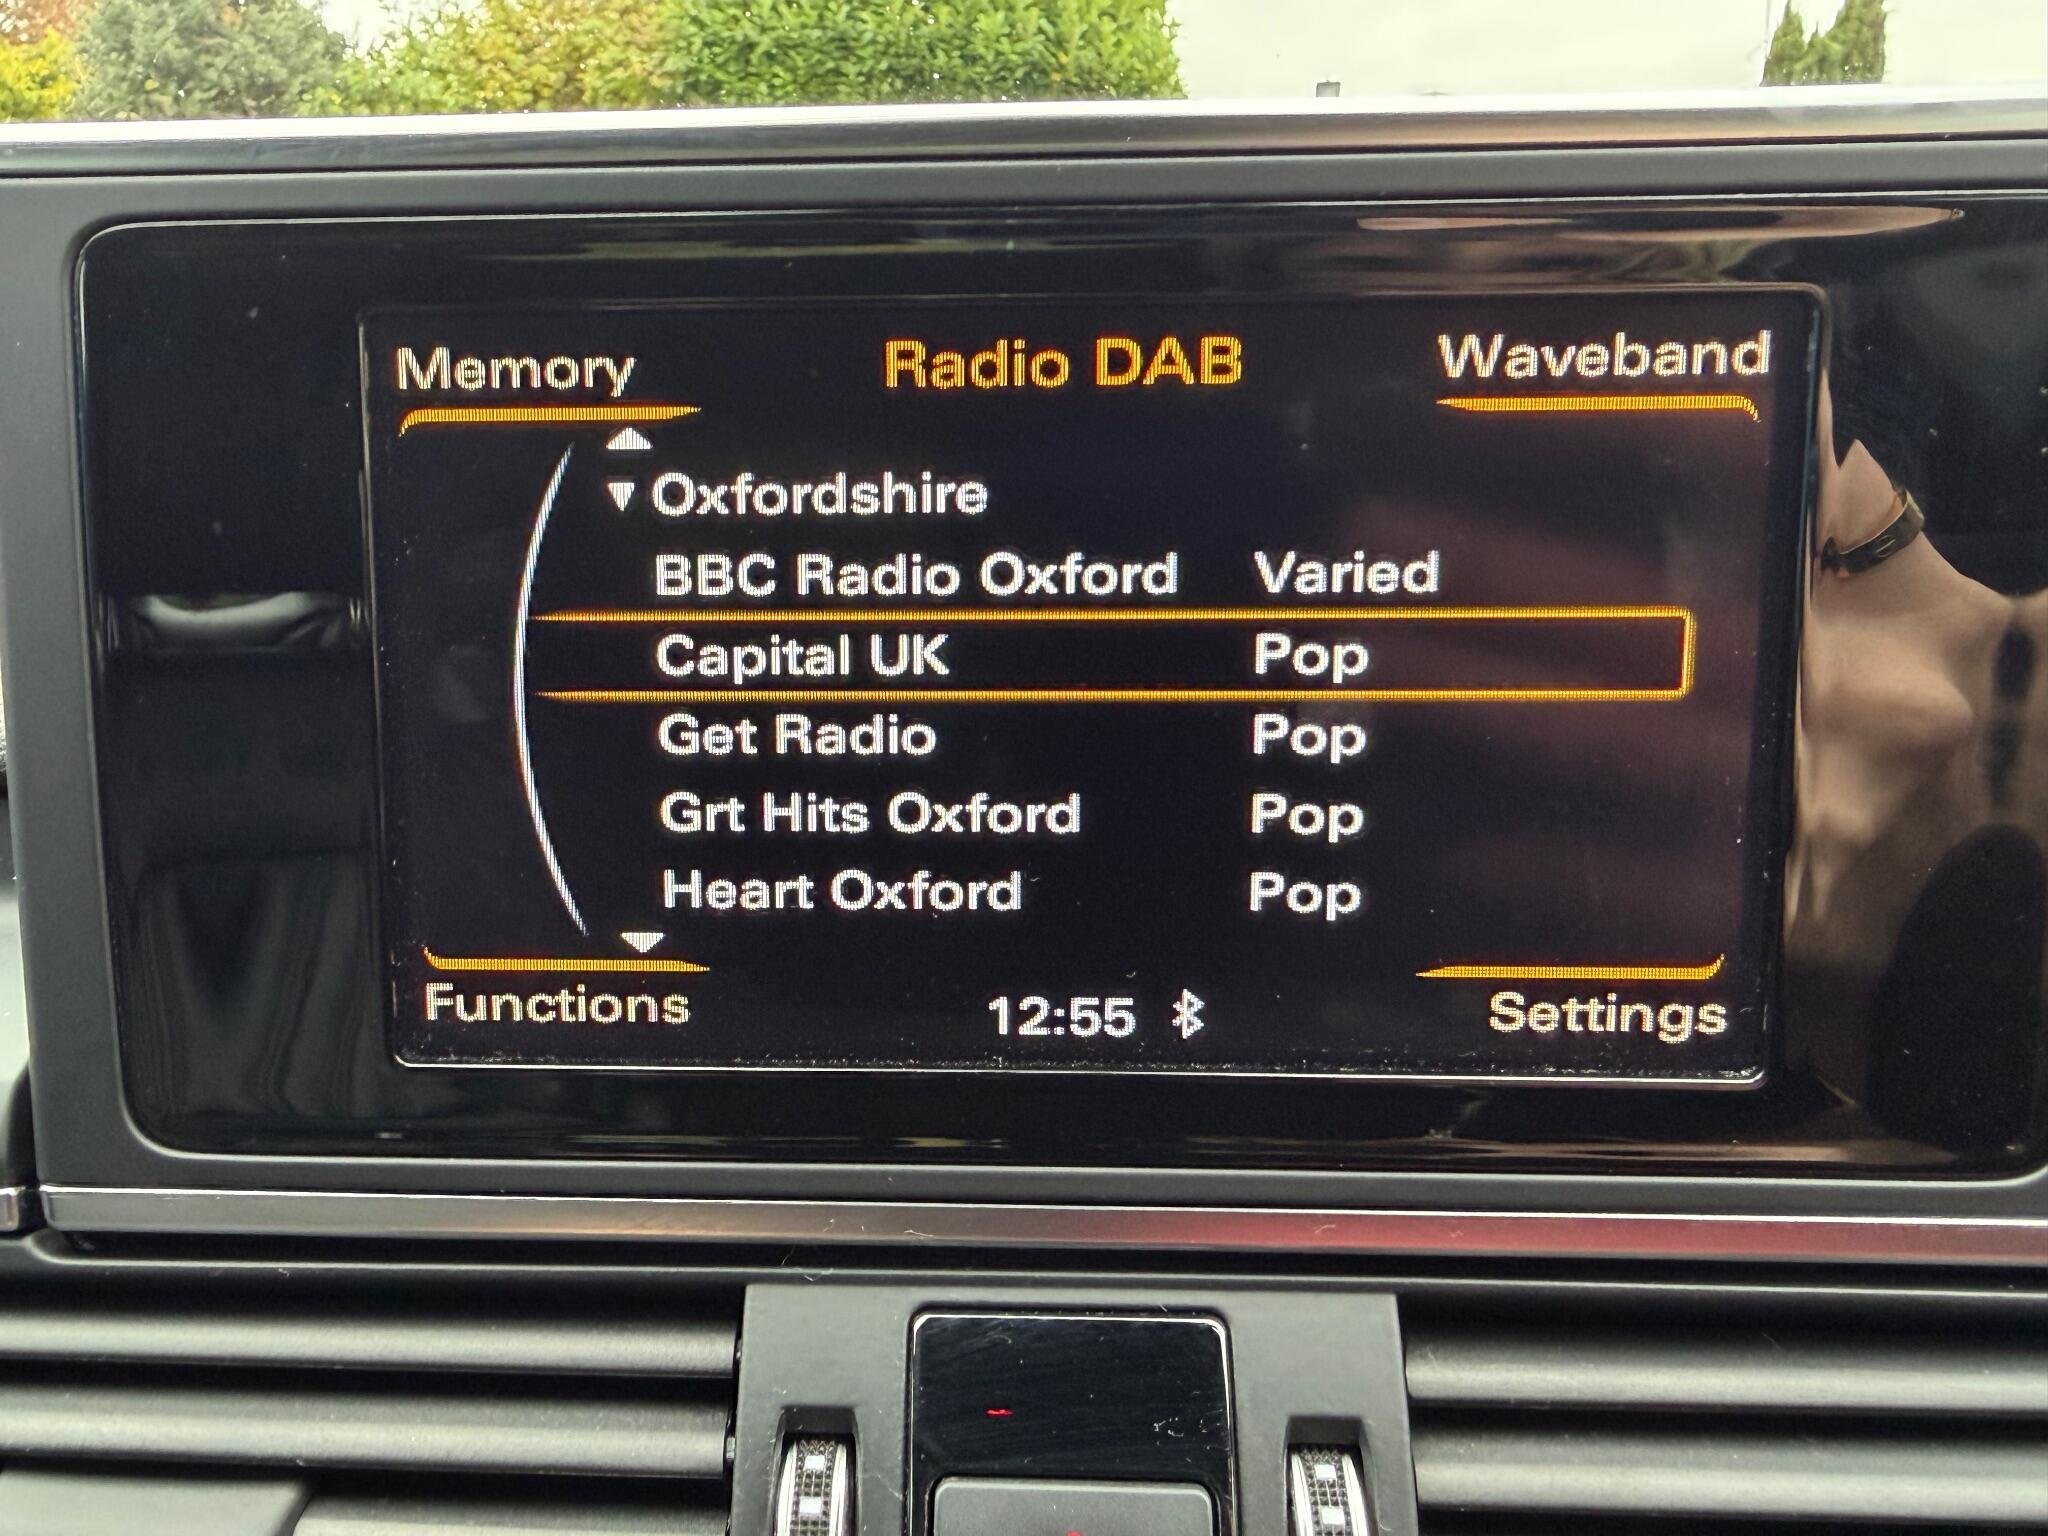 Memory Radio DAB Waveband
Oxfordshire
BBC Radio Oxford Varied
Capital UK Pop
Get Radio Pop
Grt Hits Oxford Pop
Heart Oxford Pop
Functions 12:55 Settings